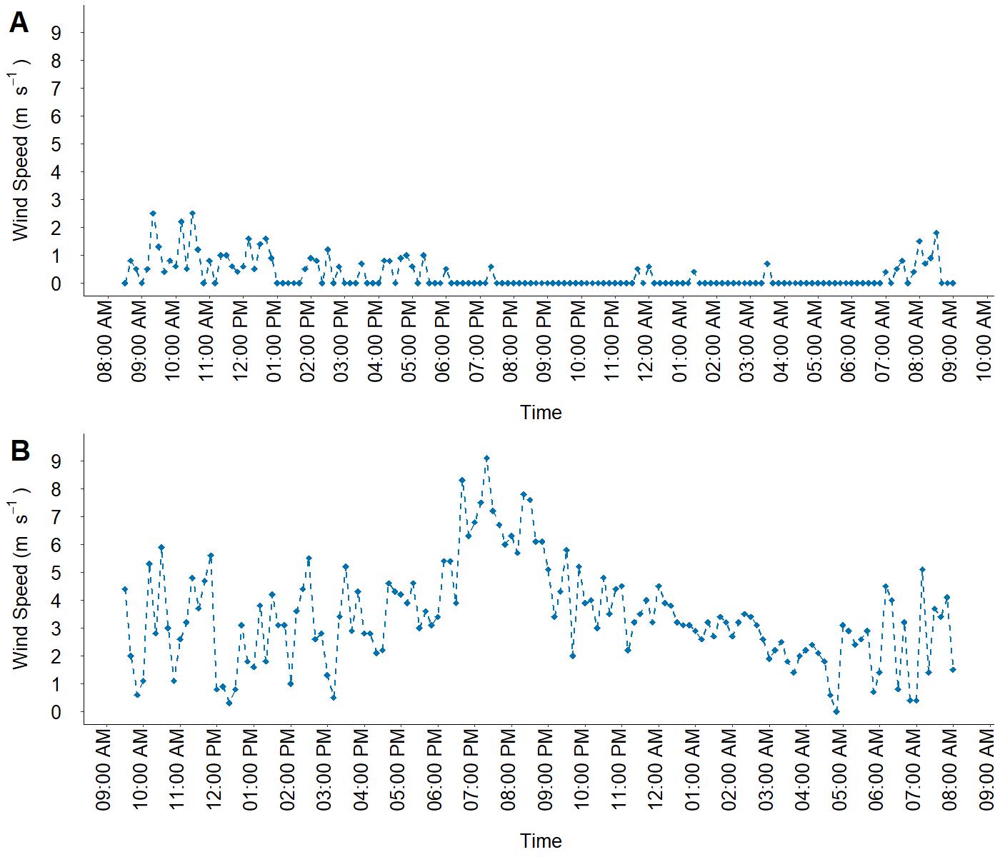 A
Wind Speed (m s⁻¹)
9
8
7
6
5
4
3
2
1
0
08:00 AM
09:00 AM
10:00 AM
11:00 AM
12:00 PM
01:00 PM
02:00 PM
03:00 PM
04:00 PM
05:00 PM
06:00 PM
07:00 PM
08:00 PM
09:00 PM
10:00 PM
11:00 PM
12:00 AM
01:00 AM
02:00 AM
03:00 AM
04:00 AM
05:00 AM
06:00 AM
07:00 AM
08:00 AM
09:00 AM
10:00 AM
Time
B
Wind Speed (m s⁻¹)
9
8
7
6
5
4
3
2
1
0
09:00 AM
10:00 AM
11:00 AM
12:00 PM
01:00 PM
02:00 PM
03:00 PM
04:00 PM
05:00 PM
06:00 PM
07:00 PM
08:00 PM
09:00 PM
10:00 PM
11:00 PM
12:00 AM
01:00 AM
02:00 AM
03:00 AM
04:00 AM
05:00 AM
06:00 AM
07:00 AM
08:00 AM
09:00 AM
Time